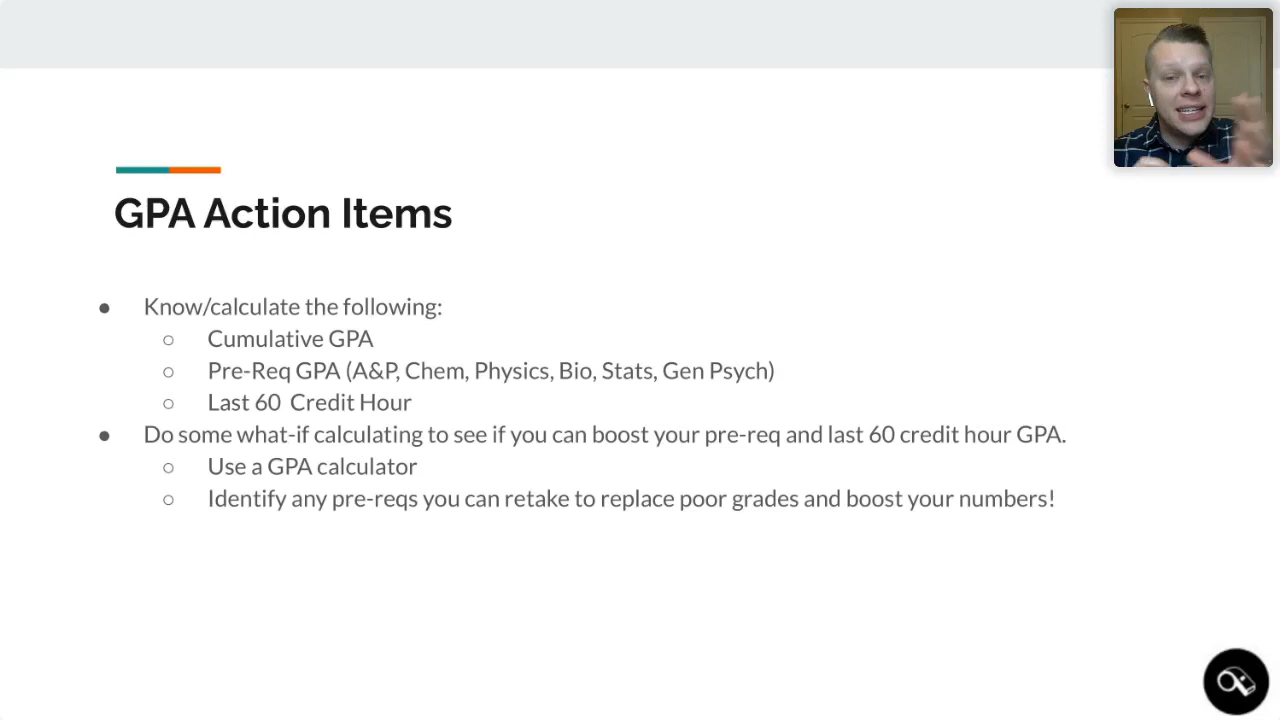 GPA Action Items
● Know/calculate the following:
○ Cumulative GPA
○ Pre-Req GPA (A&P, Chem, Physics, Bio, Stats, Gen Psych)
○ Last 60 Credit Hour
● Do some what-if calculating to see if you can boost your pre-req and last 60 credit hour GPA.
○ Use a GPA calculator
○ Identify any pre-reqs you can retake to replace poor grades and boost your numbers!